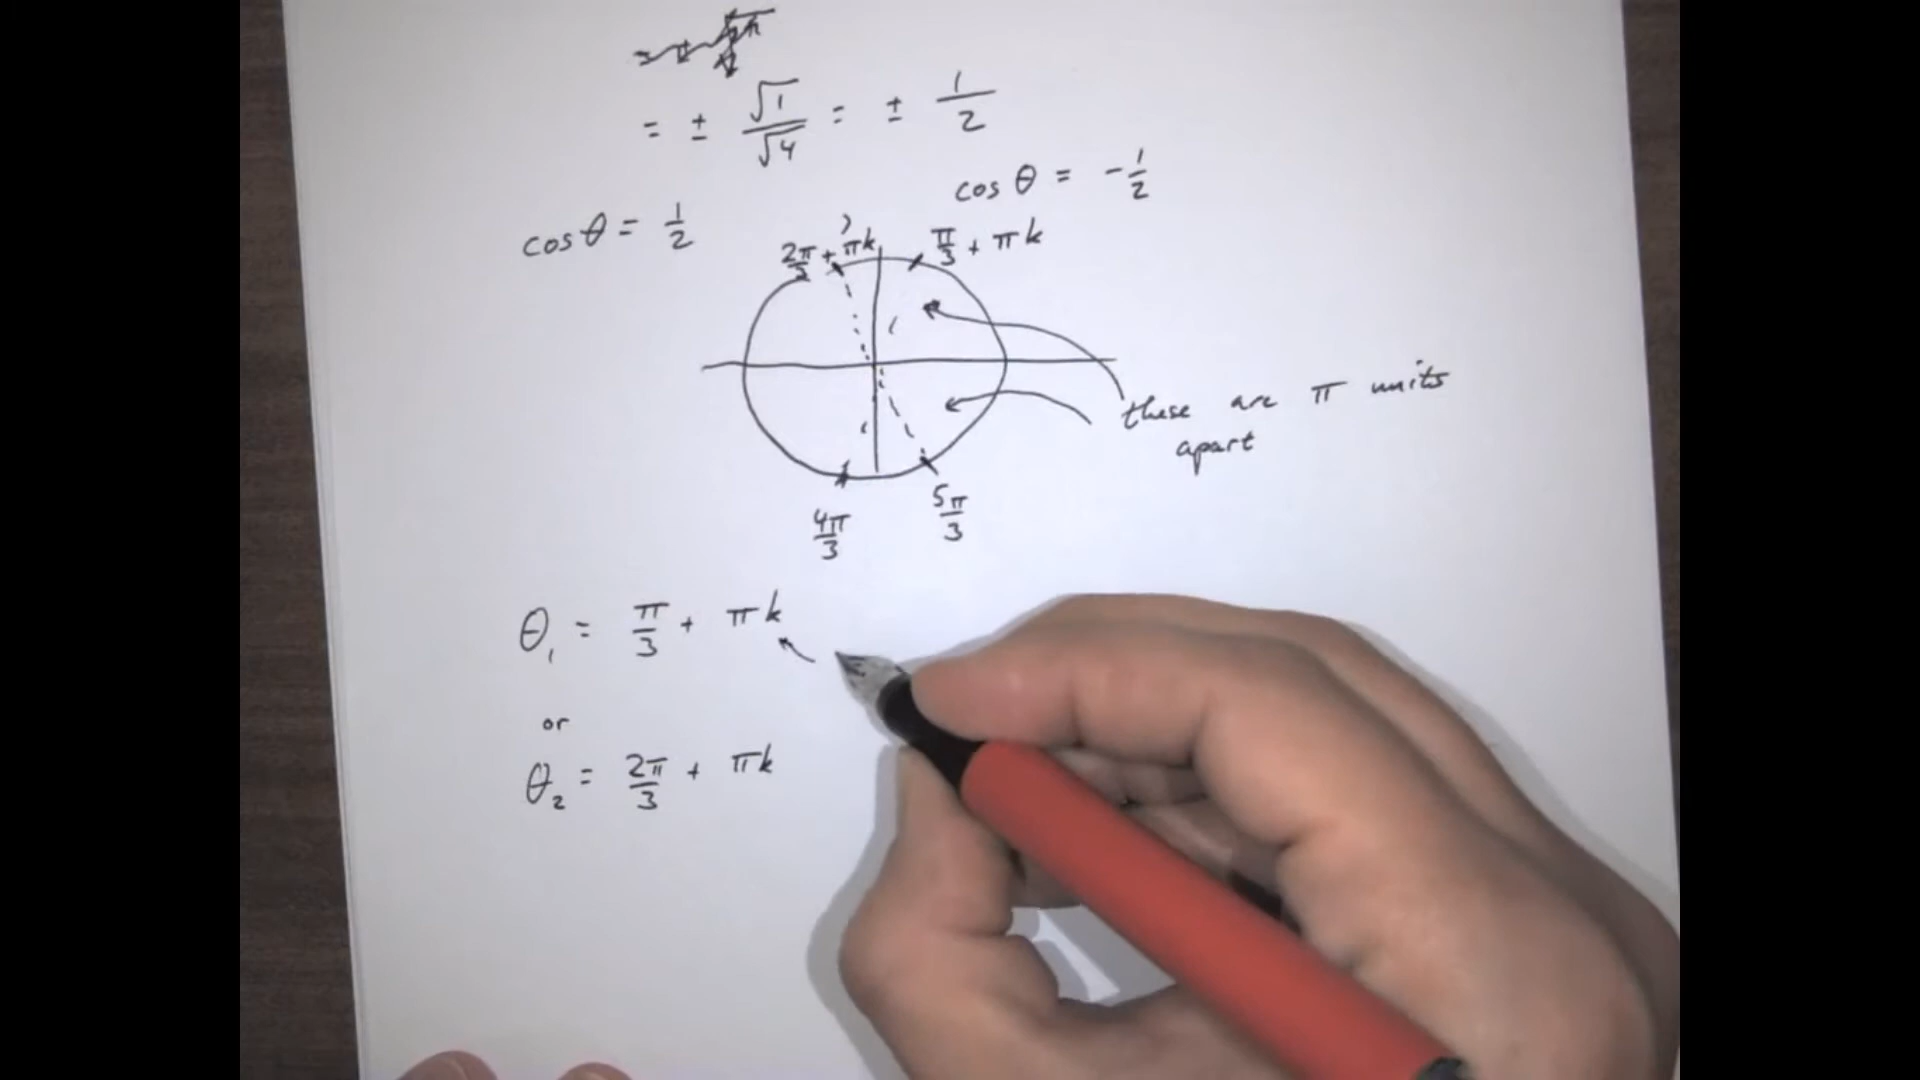 = ± √1/√4 = ± 1/2
cos θ = -1/2
cos θ = 1/2
2π/3 + πk
π/3 + πk
these are π units
apart
4π/3
5π/3
θ₁ = π/3 + πk
or
θ₂ = 2π/3 + πk